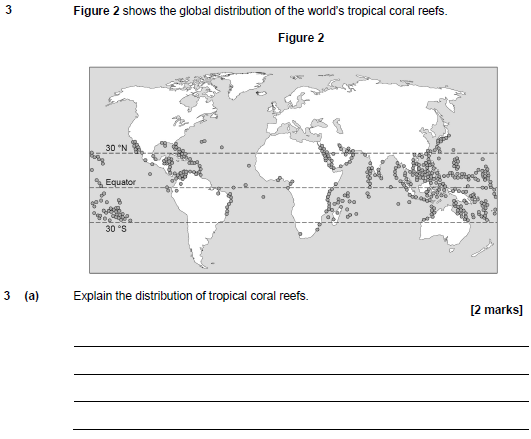 3 Figure 2 shows the global distribution of the world's tropical coral reefs.
Figure 2
30 °N
Equator
30 °S
3 (a) Explain the distribution of tropical coral reefs.
[2 marks]